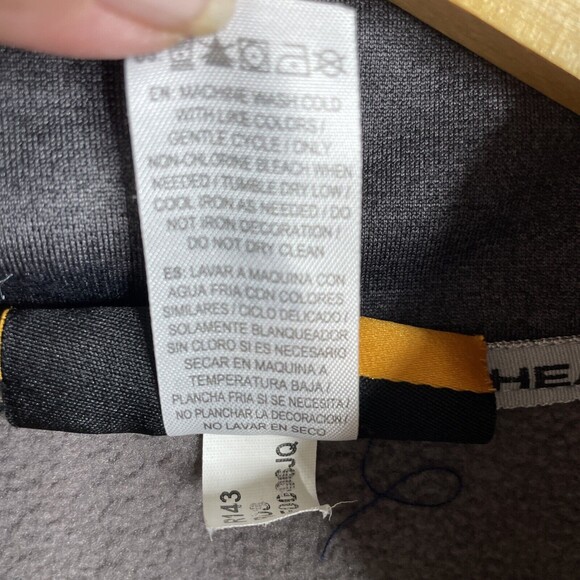 EN: MACHINE WASH COLD
WITH LIKE COLORS /
GENTLE CYCLE / ONLY
NON-CHLORINE BLEACH WHEN
NEEDED / TUMBLE DRY LOW /
COOL IRON AS NEEDED / DO
NOT IRON DECORATION /
DO NOT DRY CLEAN
ES: LAVAR A MAQUINA CON
AGUA FRIA CON COLORES
SIMILARES / CICLO DELICADO /
SOLAMENTE BLANQUEADOR
SIN CLORO SI ES NECESARIO
SECAR EN MAQUINA A
TEMPERATURA BAJA /
PLANCHA FRIA SI SE NECESITA /
NO PLANCHAR LA DECORACION /
NO LAVAR EN SECO
HEA
R143